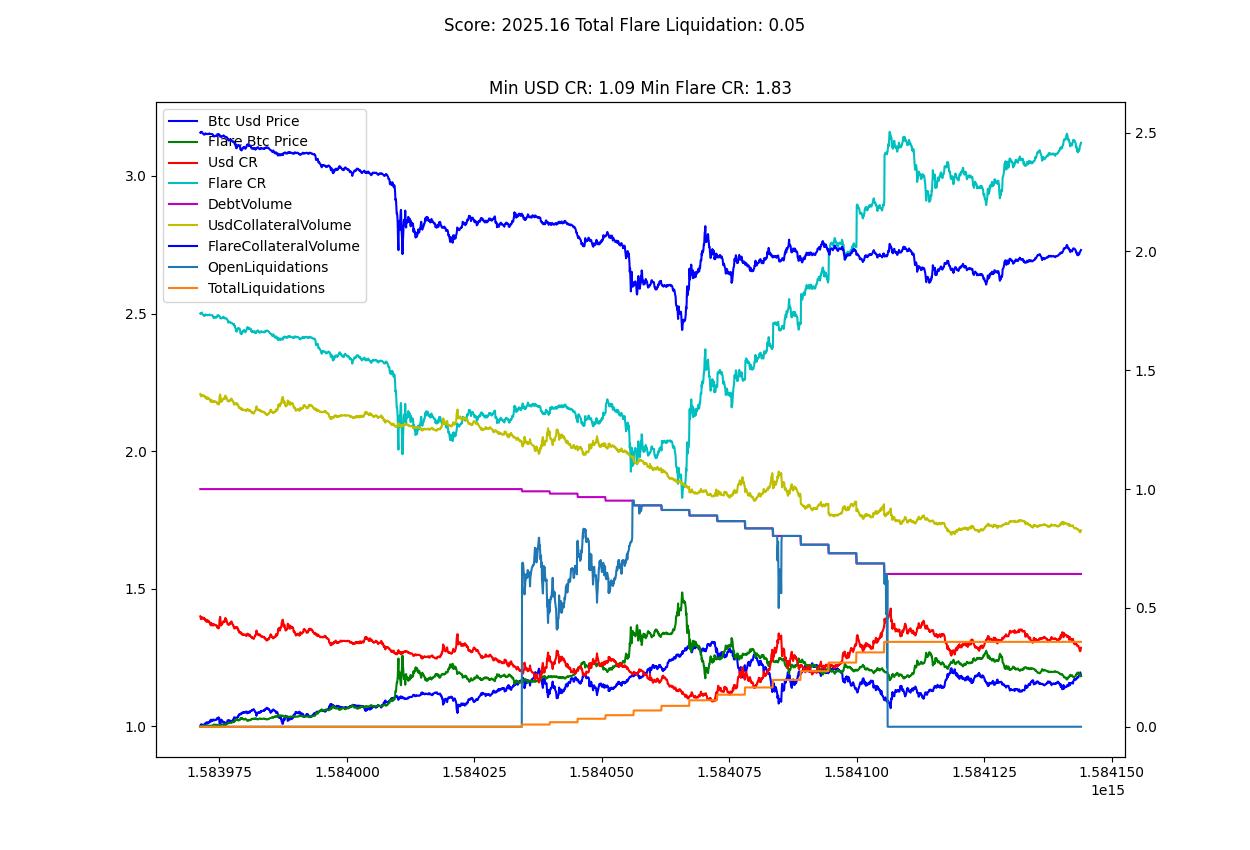 Score: 2025.16 Total Flare Liquidation: 0.05
Min USD CR: 1.09 Min Flare CR: 1.83
Btc Usd Price
Flare Btc Price
Usd CR
Flare CR
DebtVolume
UsdCollateralVolume
FlareCollateralVolume
OpenLiquidations
TotalLiquidations
3.0
2.5
2.0
1.5
1.0
2.5
2.0
1.5
1.0
0.5
0.0
1.583975 1.584000 1.584025 1.584050 1.584075 1.584100 1.584125 1.584150
1e15